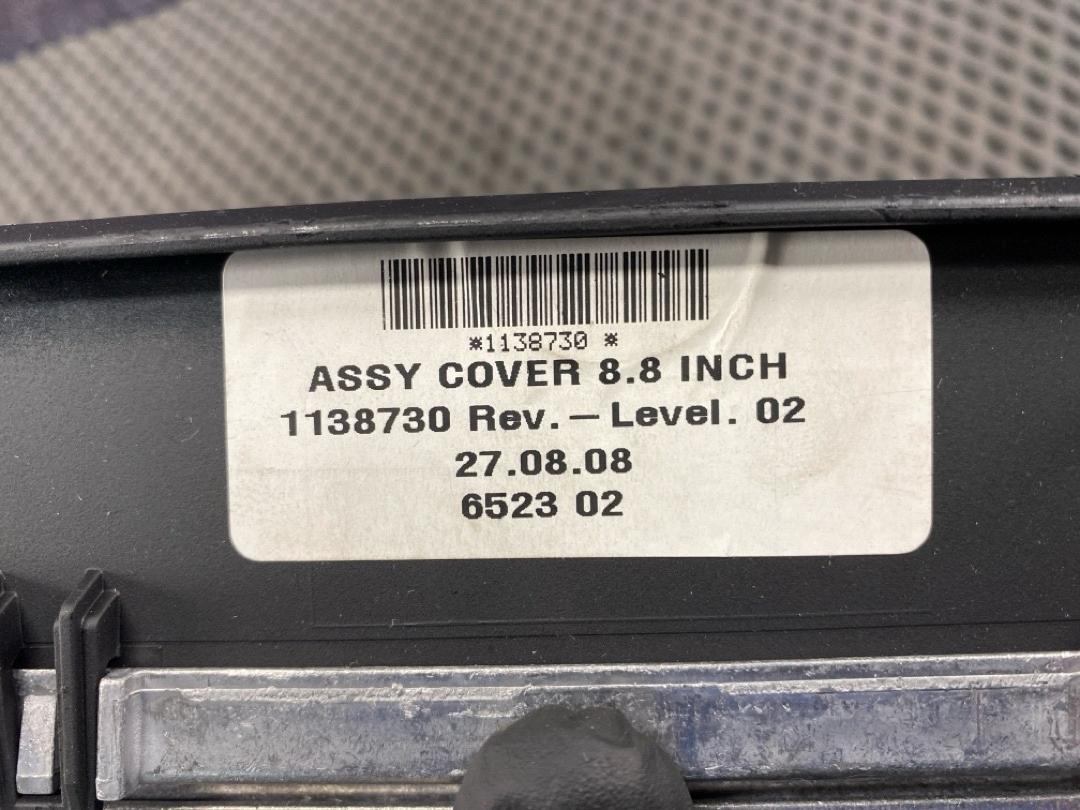 *1138730 *
ASSY COVER 8.8 INCH
1138730 Rev. — Level. 02
27.08.08
6523 02